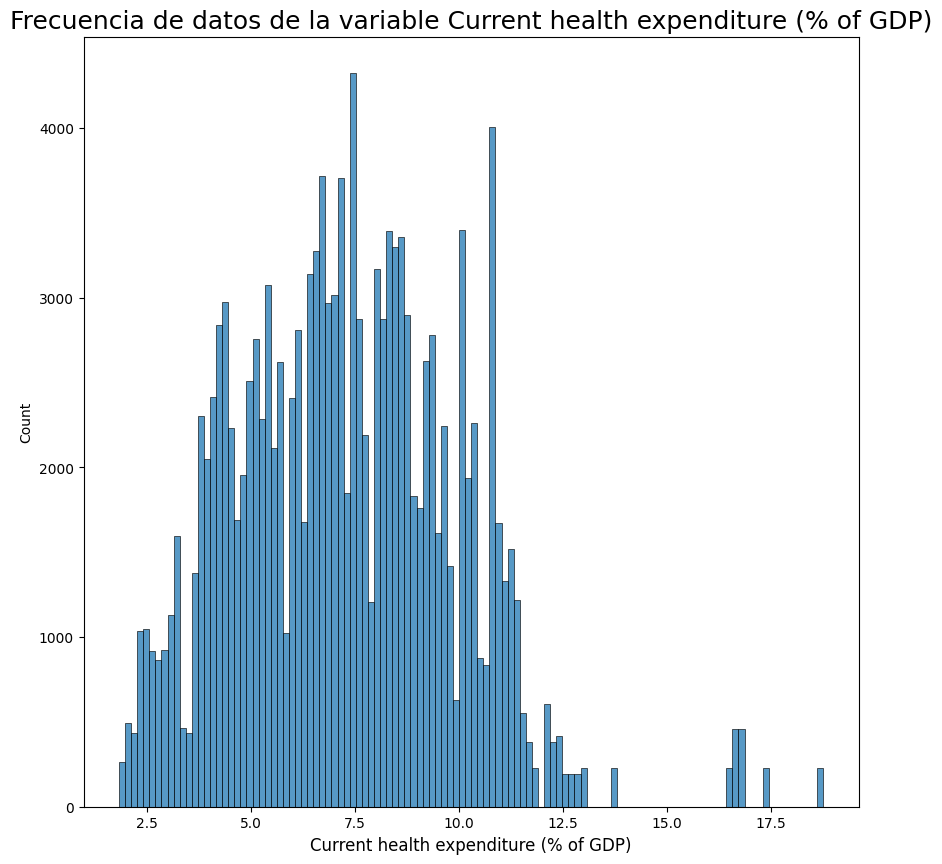 Frecuencia de datos de la variable Current health expenditure (% of GDP)
4000
3000
2000
1000
0
Count
2.5 5.0 7.5 10.0 12.5 15.0 17.5
Current health expenditure (% of GDP)